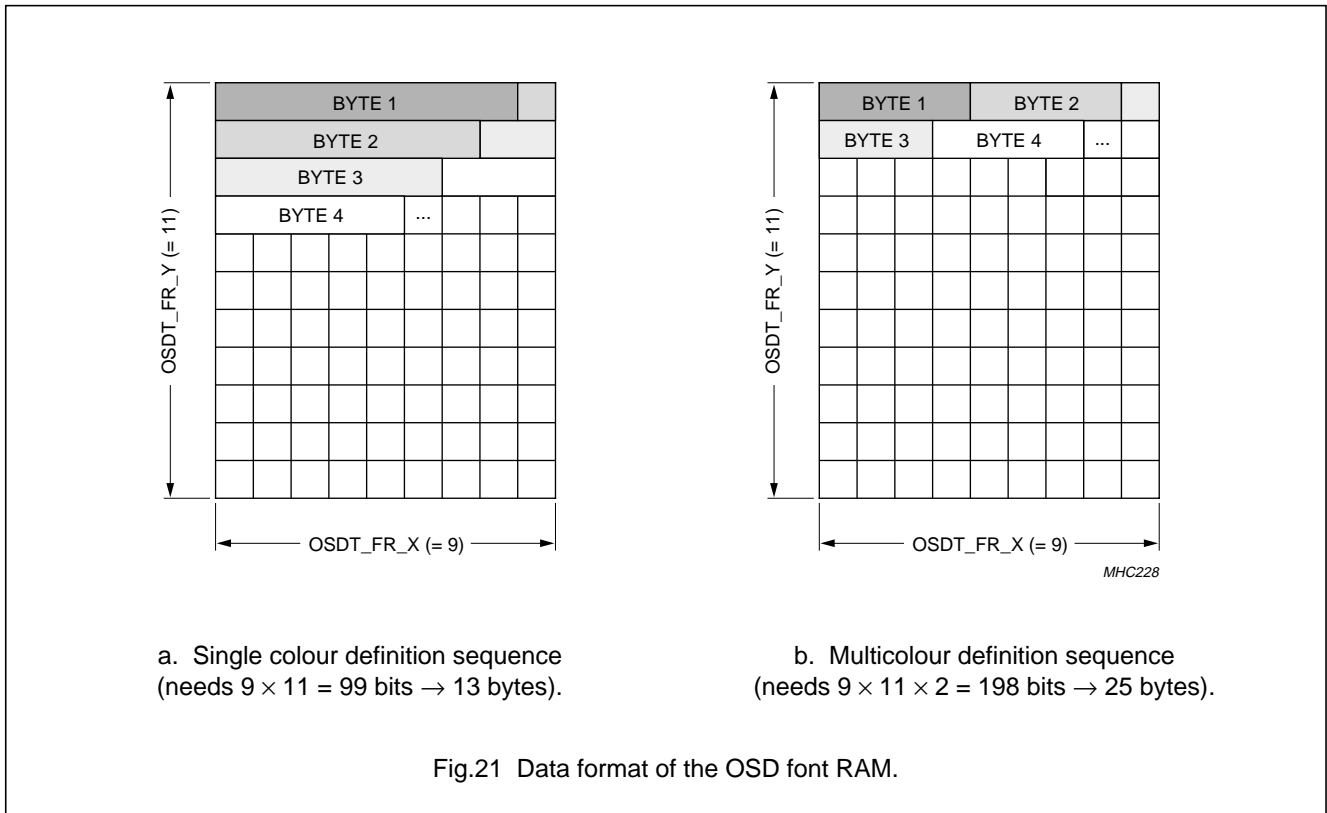 BYTE 1
BYTE 2
BYTE 3
BYTE 4 ...
OSDT_FR_Y (= 11)
OSDT_FR_X (= 9)
BYTE 1 BYTE 2
BYTE 3 BYTE 4 ...
OSDT_FR_Y (= 11)
OSDT_FR_X (= 9)
MHC228
a. Single colour definition sequence
(needs 9 × 11 = 99 bits → 13 bytes).
b. Multicolour definition sequence
(needs 9 × 11 × 2 = 198 bits → 25 bytes).
Fig.21 Data format of the OSD font RAM.